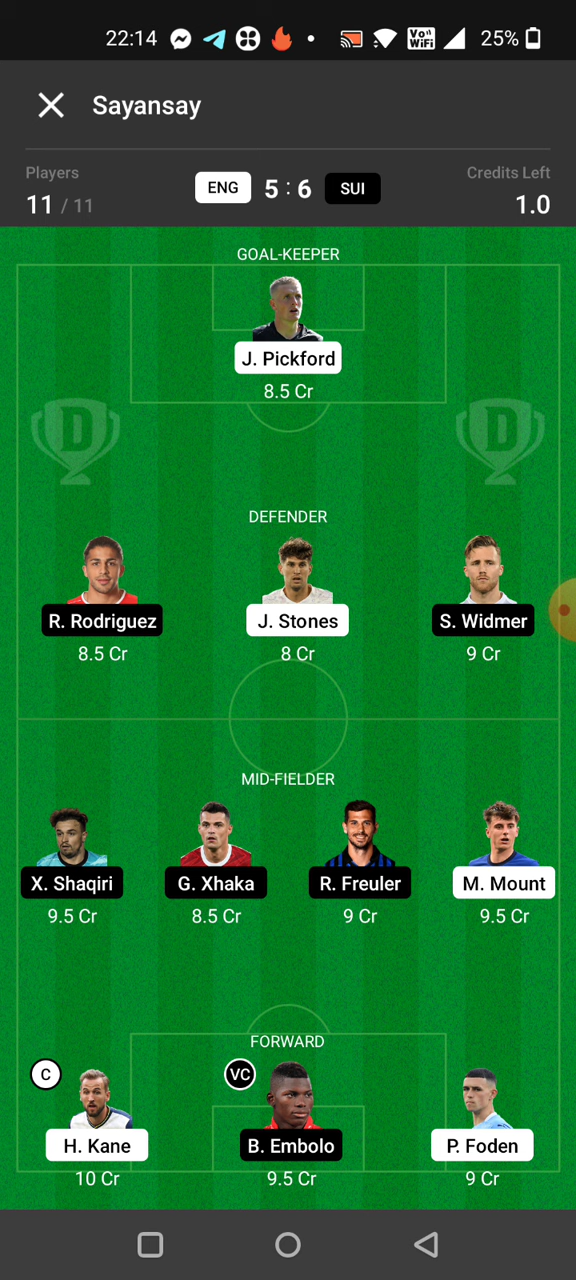 22:14 Vo)) WiFi 25%
Sayansay
Players Credits Left
11 / 11 ENG 5 : 6 SUI 1.0
GOAL-KEEPER
J. Pickford
8.5 Cr
D D
DEFENDER
R. Rodriguez J. Stones S. Widmer
8.5 Cr 8 Cr 9 Cr
MID-FIELDER
X. Shaqiri G. Xhaka R. Freuler M. Mount
9.5 Cr 8.5 Cr 9 Cr 9.5 Cr
FORWARD
C VC
H. Kane B. Embolo P. Foden
10 Cr 9.5 Cr 9 Cr